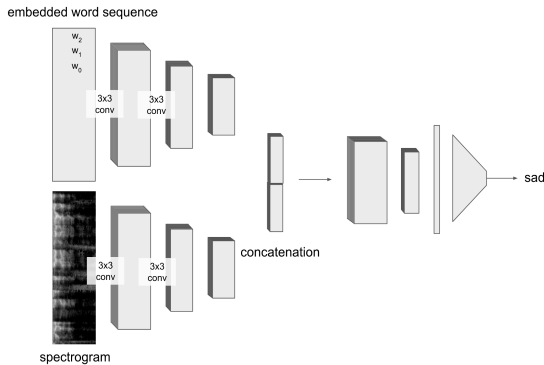 embedded word sequence
w₂
w₁
w₀
3x3
conv
3x3
conv
concatenation
sad
3x3
conv
3x3
conv
spectrogram